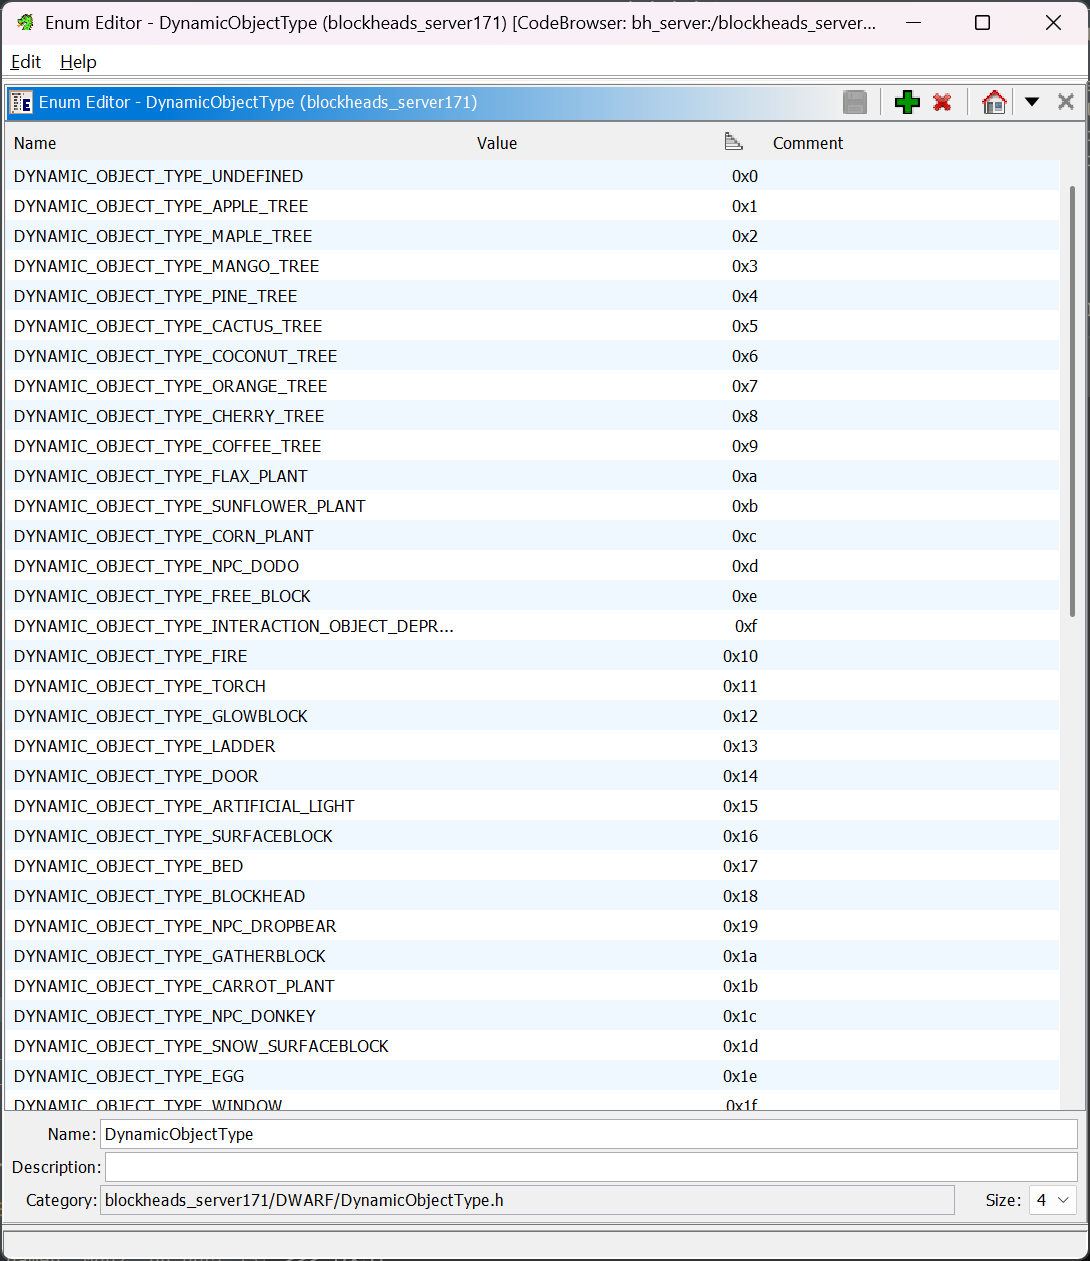 Enum Editor - DynamicObjectType (blockheads_server171) [CodeBrowser: bh_server:/blockheads_server...
Edit Help
Enum Editor - DynamicObjectType (blockheads_server171)
Name Value Comment
DYNAMIC_OBJECT_TYPE_UNDEFINED 0x0
DYNAMIC_OBJECT_TYPE_APPLE_TREE 0x1
DYNAMIC_OBJECT_TYPE_MAPLE_TREE 0x2
DYNAMIC_OBJECT_TYPE_MANGO_TREE 0x3
DYNAMIC_OBJECT_TYPE_PINE_TREE 0x4
DYNAMIC_OBJECT_TYPE_CACTUS_TREE 0x5
DYNAMIC_OBJECT_TYPE_COCONUT_TREE 0x6
DYNAMIC_OBJECT_TYPE_ORANGE_TREE 0x7
DYNAMIC_OBJECT_TYPE_CHERRY_TREE 0x8
DYNAMIC_OBJECT_TYPE_COFFEE_TREE 0x9
DYNAMIC_OBJECT_TYPE_FLAX_PLANT 0xa
DYNAMIC_OBJECT_TYPE_SUNFLOWER_PLANT 0xb
DYNAMIC_OBJECT_TYPE_CORN_PLANT 0xc
DYNAMIC_OBJECT_TYPE_NPC_DODO 0xd
DYNAMIC_OBJECT_TYPE_FREE_BLOCK 0xe
DYNAMIC_OBJECT_TYPE_INTERACTION_OBJECT_DEPR... 0xf
DYNAMIC_OBJECT_TYPE_FIRE 0x10
DYNAMIC_OBJECT_TYPE_TORCH 0x11
DYNAMIC_OBJECT_TYPE_GLOWBLOCK 0x12
DYNAMIC_OBJECT_TYPE_LADDER 0x13
DYNAMIC_OBJECT_TYPE_DOOR 0x14
DYNAMIC_OBJECT_TYPE_ARTIFICIAL_LIGHT 0x15
DYNAMIC_OBJECT_TYPE_SURFACEBLOCK 0x16
DYNAMIC_OBJECT_TYPE_BED 0x17
DYNAMIC_OBJECT_TYPE_BLOCKHEAD 0x18
DYNAMIC_OBJECT_TYPE_NPC_DROPBEAR 0x19
DYNAMIC_OBJECT_TYPE_GATHERBLOCK 0x1a
DYNAMIC_OBJECT_TYPE_CARROT_PLANT 0x1b
DYNAMIC_OBJECT_TYPE_NPC_DONKEY 0x1c
DYNAMIC_OBJECT_TYPE_SNOW_SURFACEBLOCK 0x1d
DYNAMIC_OBJECT_TYPE_EGG 0x1e
DYNAMIC_OBJECT_TYPE_WINDOW 0x1f
Name: DynamicObjectType
Description:
Category: blockheads_server171/DWARF/DynamicObjectType.h Size: 4